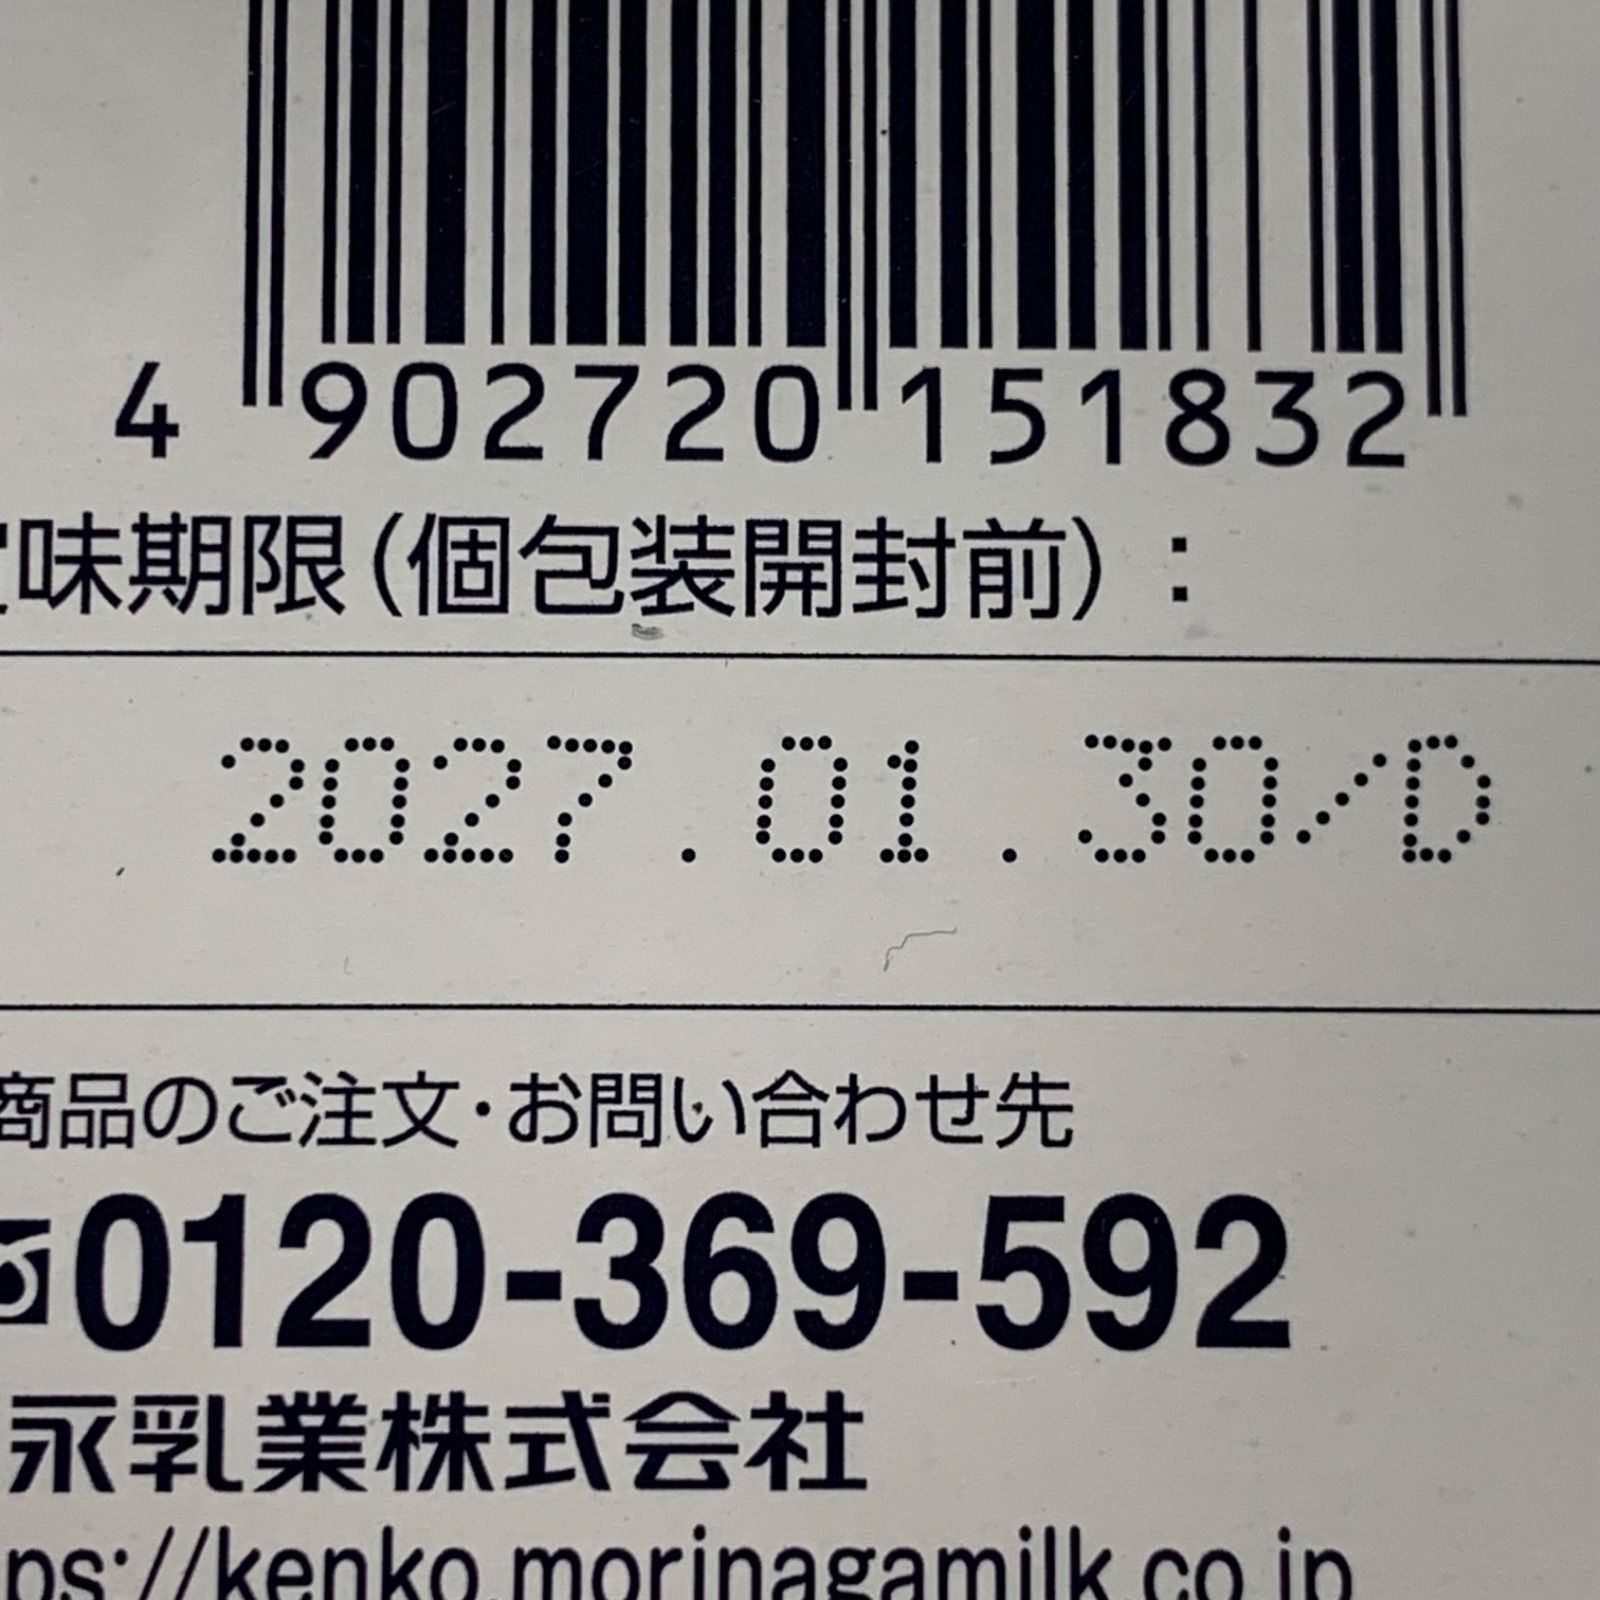 4 902720 151832
賞味期限(個包装開封前)：
2027.01.30/D
商品のご注文・お問い合わせ先
0120-369-592
永乳業株式会社
ps://kenko.morinagamilk.co.jp